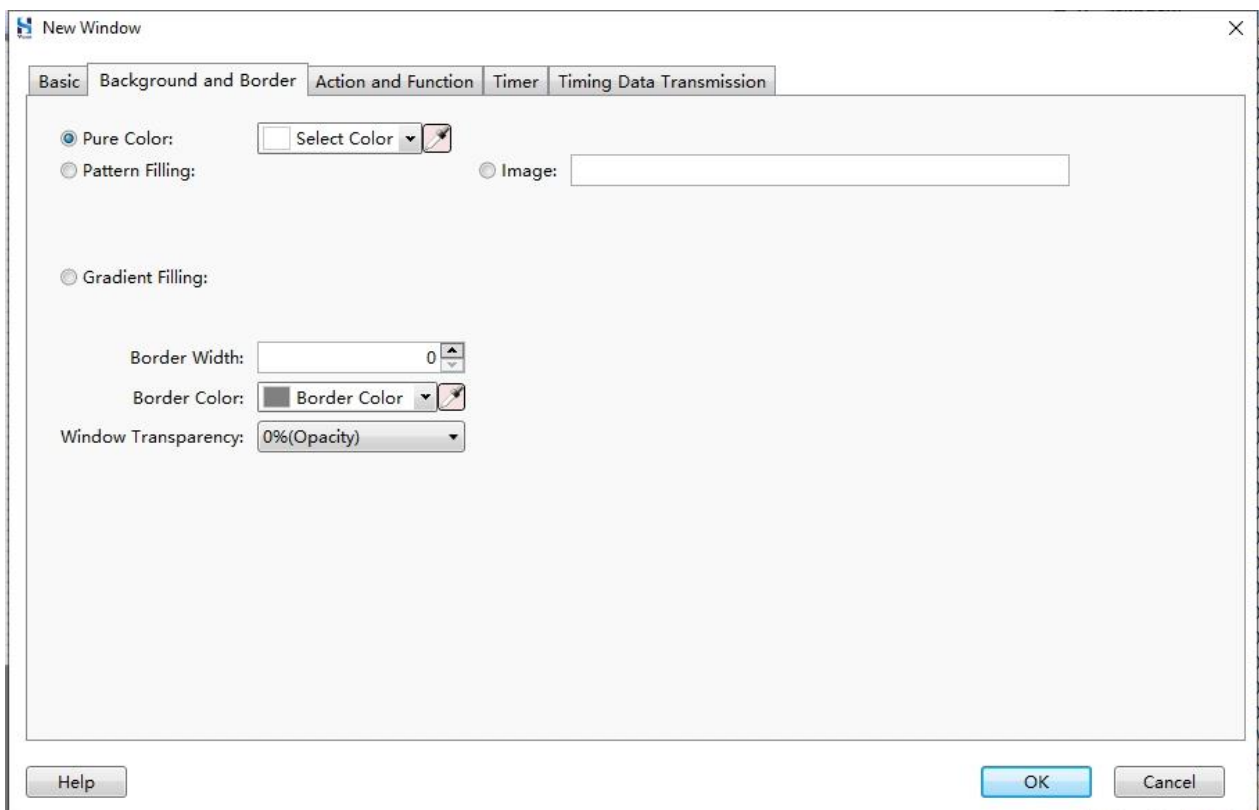 New Window
Basic Background and Border Action and Function Timer Timing Data Transmission
Pure Color: Select Color
Pattern Filling: Image:
Gradient Filling:
Border Width: 0
Border Color: Border Color
Window Transparency: 0%(Opacity)
Help OK Cancel